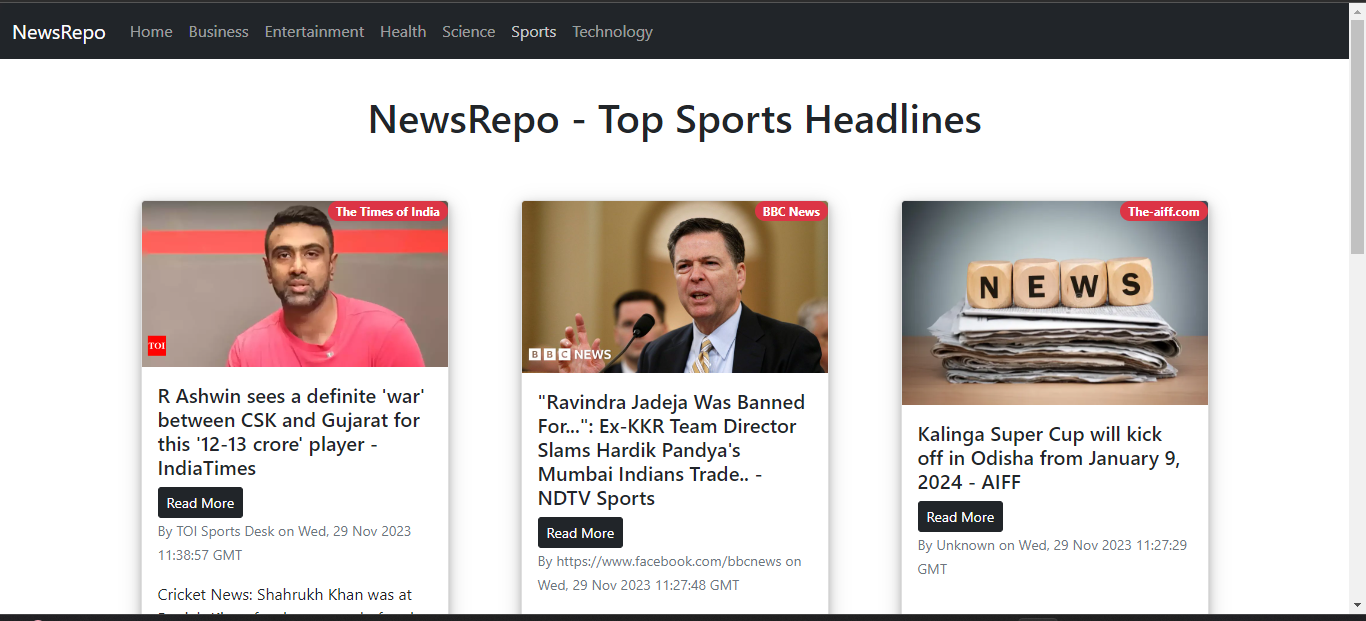 NewsRepo Home Business Entertainment Health Science Sports Technology
NewsRepo - Top Sports Headlines
The Times of India
TOI
R Ashwin sees a definite 'war'
between CSK and Gujarat for
this '12-13 crore' player -
IndiaTimes
Read More
By TOI Sports Desk on Wed, 29 Nov 2023
11:38:57 GMT
Cricket News: Shahrukh Khan was at
BBC News
BBC NEWS
"Ravindra Jadeja Was Banned
For...": Ex-KKR Team Director
Slams Hardik Pandya's
Mumbai Indians Trade.. -
NDTV Sports
Read More
By https://www.facebook.com/bbcnews on
Wed, 29 Nov 2023 11:27:48 GMT
The-aiff.com
NEWS
Kalinga Super Cup will kick
off in Odisha from January 9,
2024 - AIFF
Read More
By Unknown on Wed, 29 Nov 2023 11:27:29
GMT